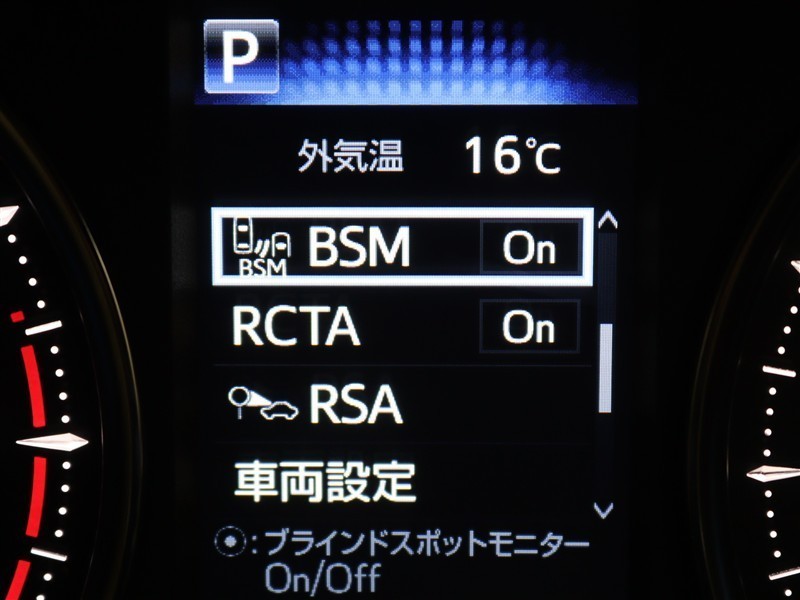 P
外気温 16℃
BSM BSM On
RCTA On
RSA
車両設定
⦿:ブラインドスポットモニター
On/Off